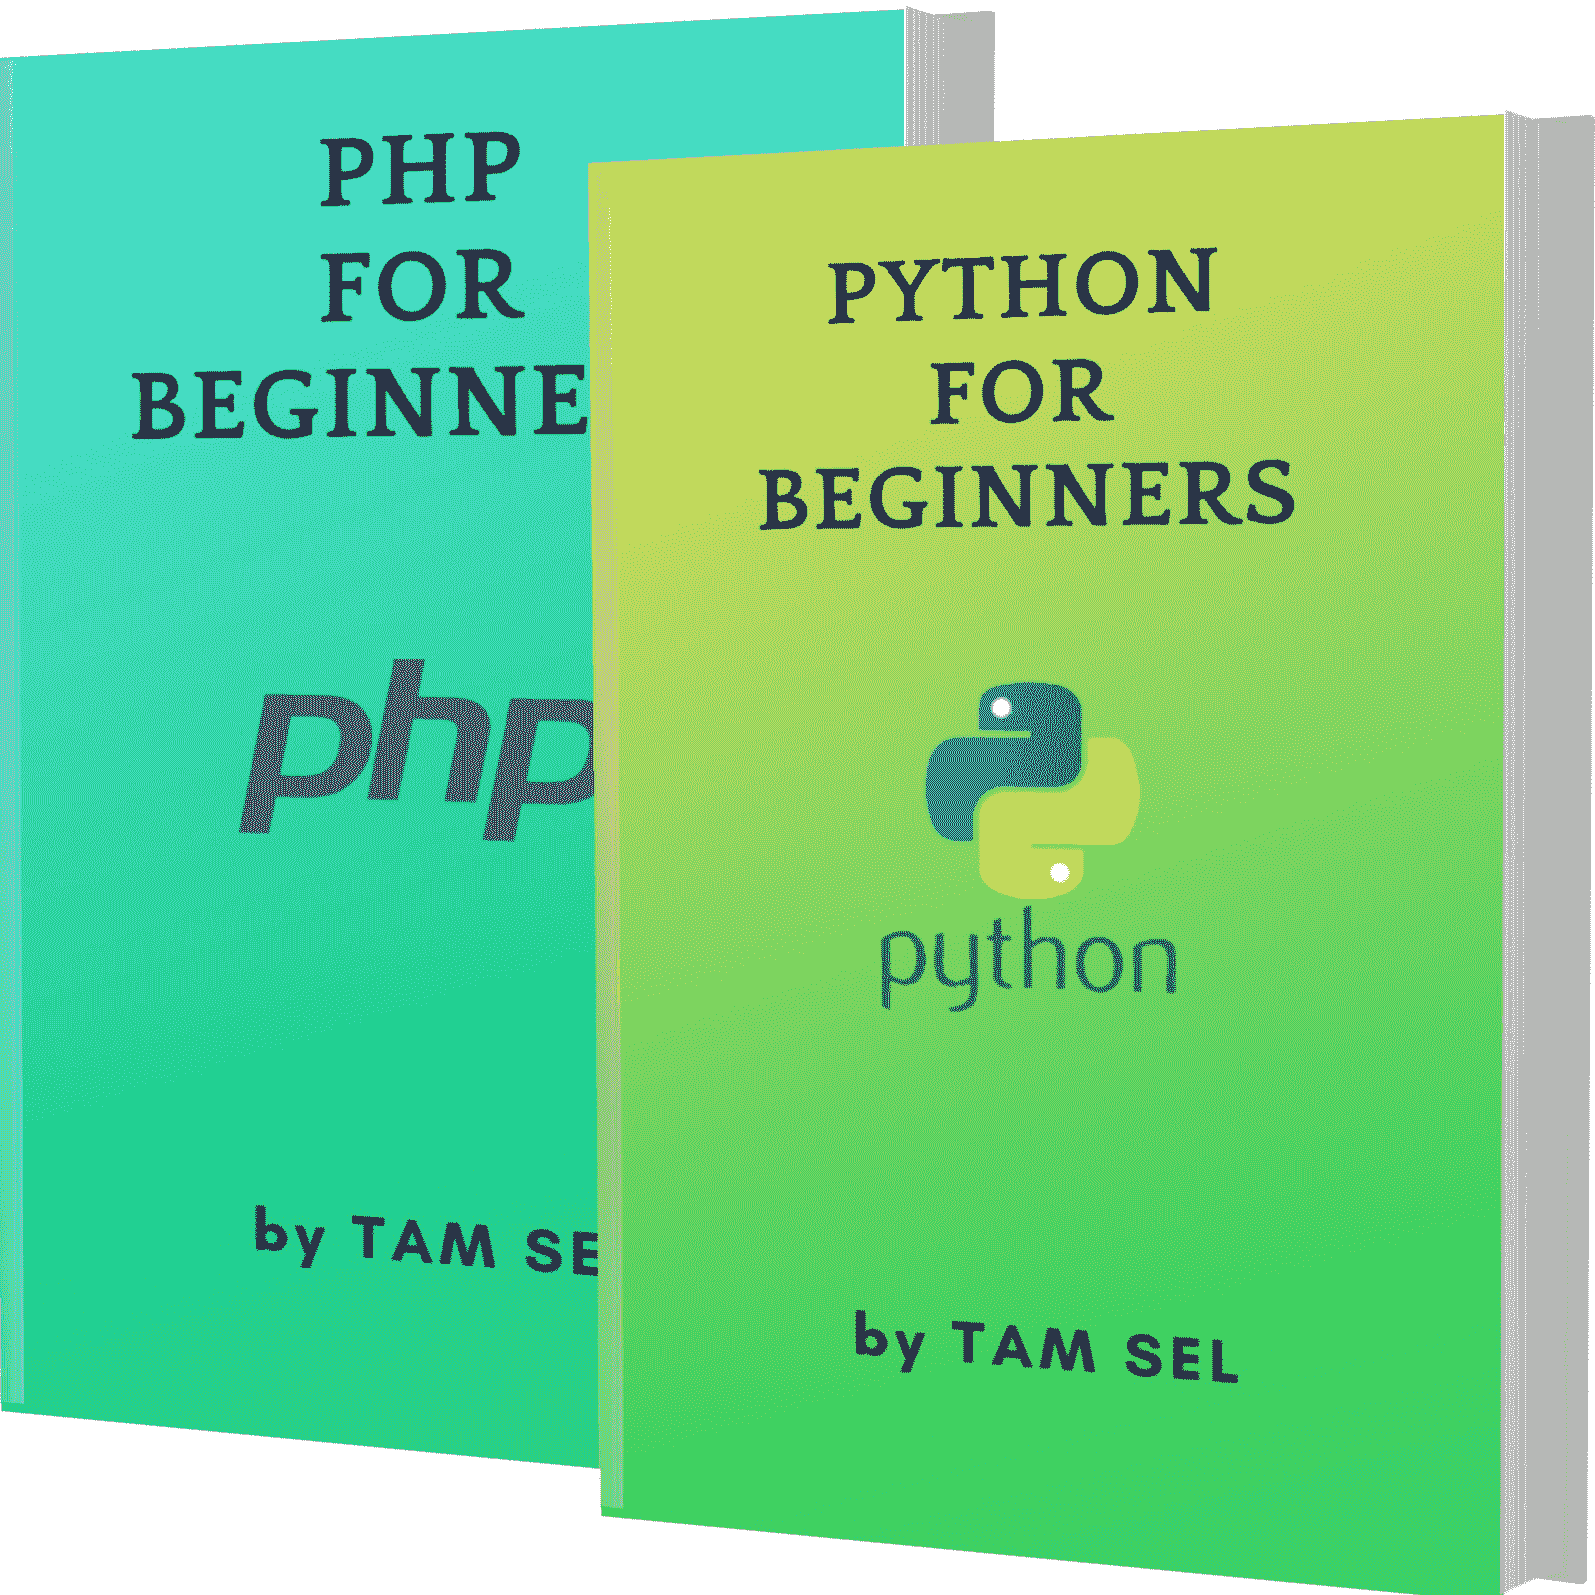 PHP
FOR
BEGINNE
php
by TAM SE
PYTHON
FOR
BEGINNERS
python
by TAM SEL